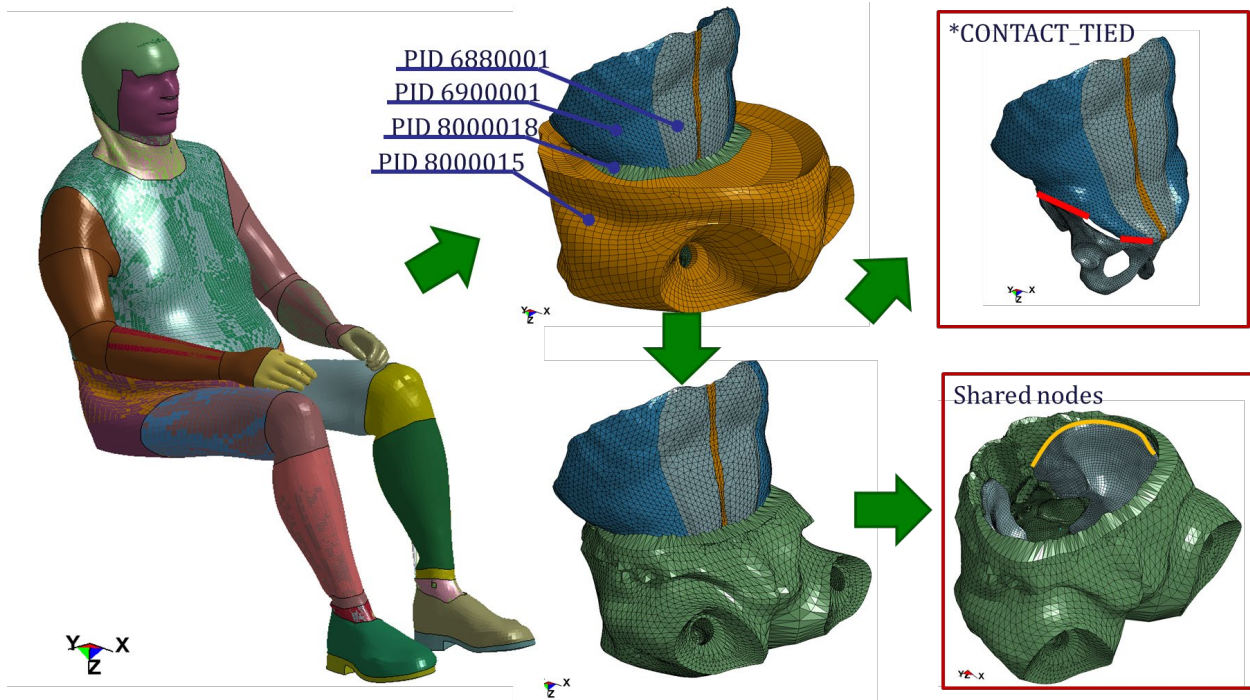 PID 6880001
PID 6900001
PID 8000018
PID 8000015
*CONTACT_TIED
Y X
Z
Y X
Z
Shared nodes
Y X
Z
Y X
Z